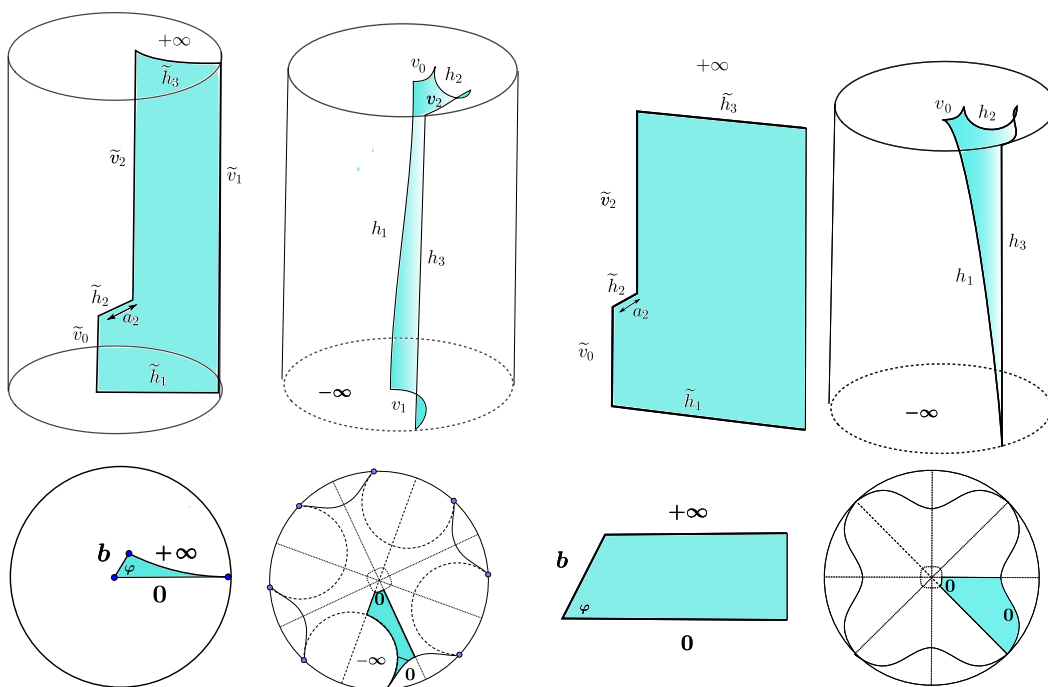 +∞
h̃₃
ṽ₂
ṽ₁
h̃₂
a₂
ṽ₀
h̃₁
v₀
h₂
v₂
h₁
h₃
−∞
v₁
+∞
h̃₃
ṽ₂
h̃₂
a₂
ṽ₀
h̃₁
v₀
h₂
h₃
h₁
−∞
b
+∞
φ
0
0
−∞
0
+∞
b
φ
0
0
0